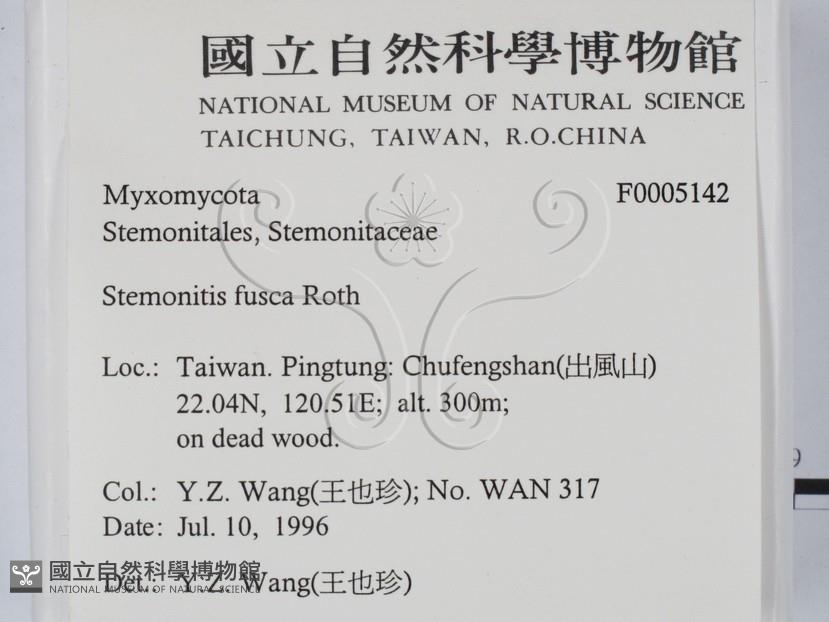 國立自然科學博物館
NATIONAL MUSEUM OF NATURAL SCIENCE
TAICHUNG, TAIWAN, R.O.CHINA
Myxomycota F0005142
Stemonitales, Stemonitaceae
Stemonitis fusca Roth
Loc.: Taiwan. Pingtung: Chufengshan(出風山)
22.04N, 120.51E; alt. 300m;
on dead wood.
Col.: Y.Z. Wang(王也珍); No. WAN 317
Date: Jul. 10, 1996
Det.: Y.Z. Wang(王也珍)
國立自然科學博物館
NATIONAL MUSEUM OF NATURAL SCIENCE